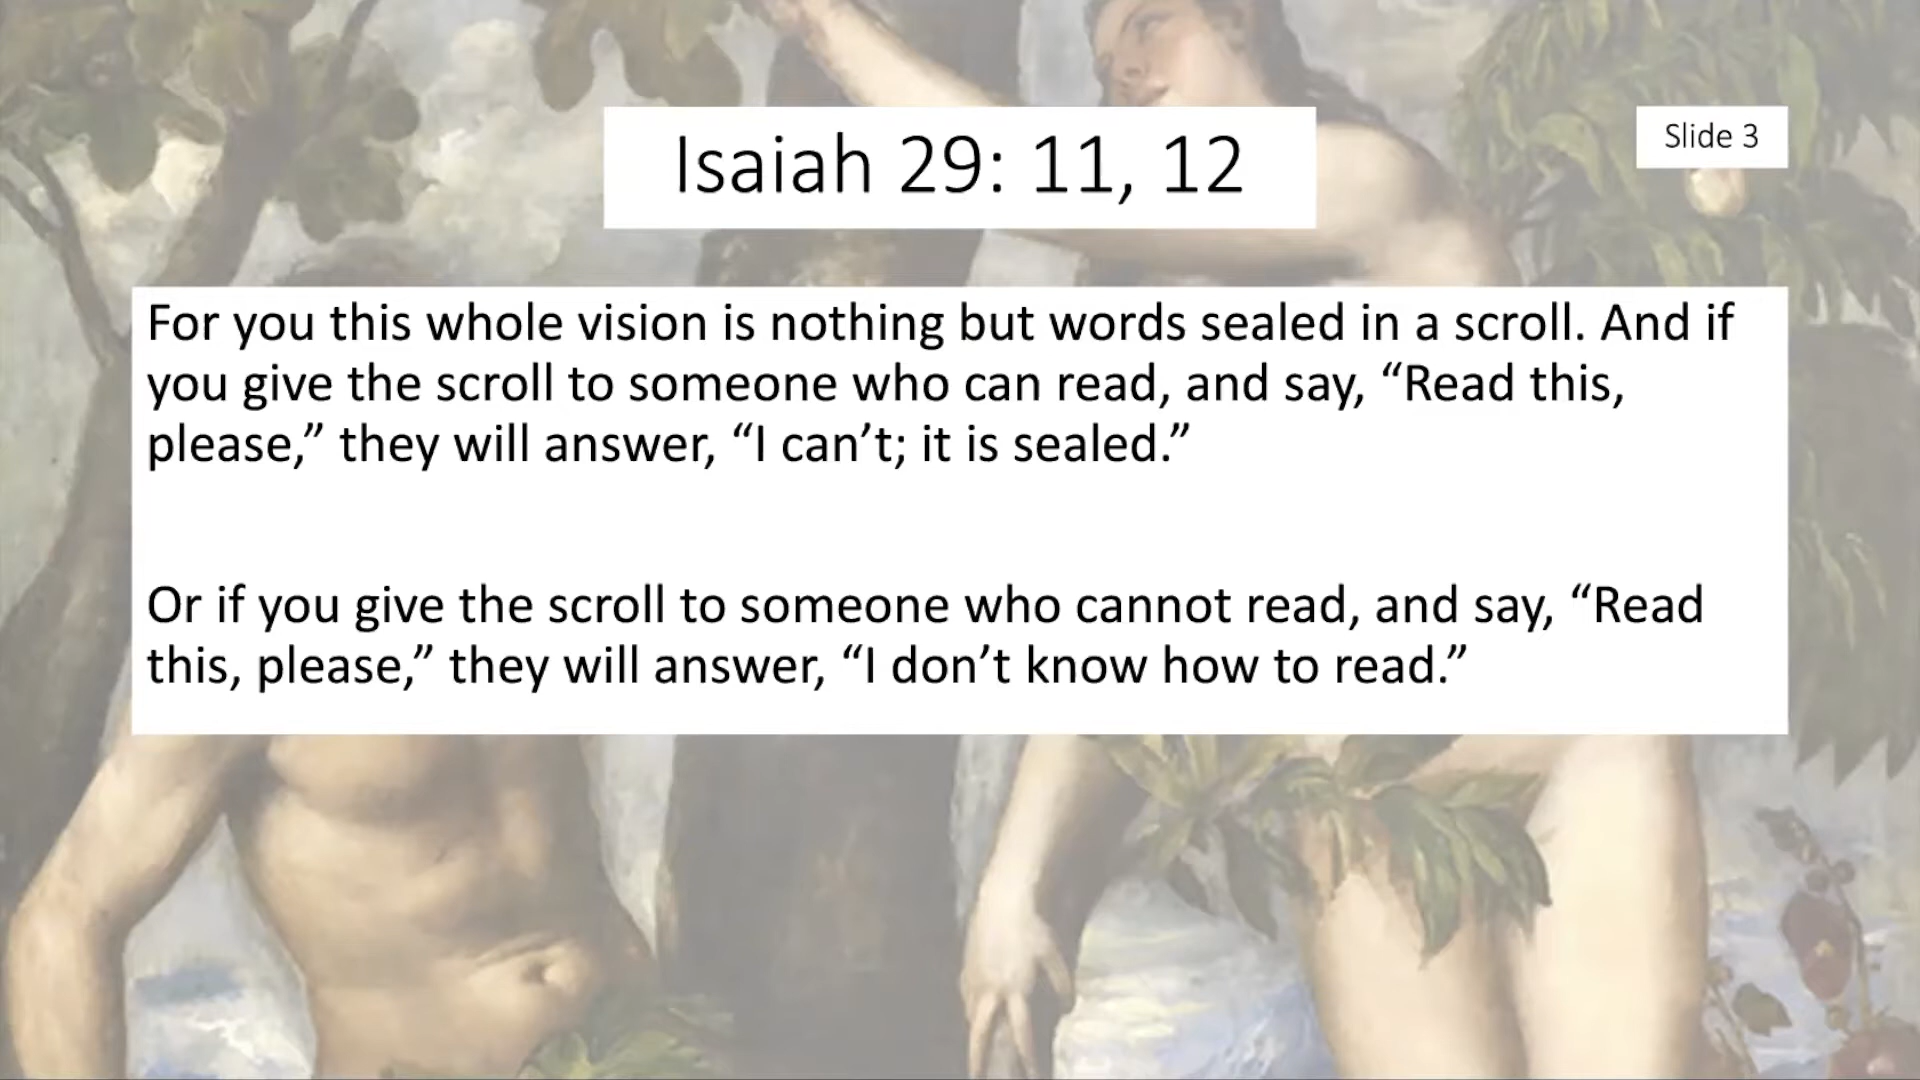 Isaiah 29: 11, 12
Slide 3
For you this whole vision is nothing but words sealed in a scroll. And if
you give the scroll to someone who can read, and say, “Read this,
please,” they will answer, “I can’t; it is sealed.”
Or if you give the scroll to someone who cannot read, and say, “Read
this, please,” they will answer, “I don’t know how to read.”